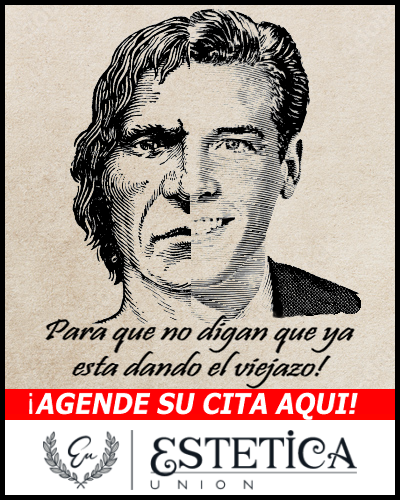 Para que no digan que ya
esta dando el viejazo!
¡AGENDE SU CITA AQUI!
Eu
ESTETICA
UNION